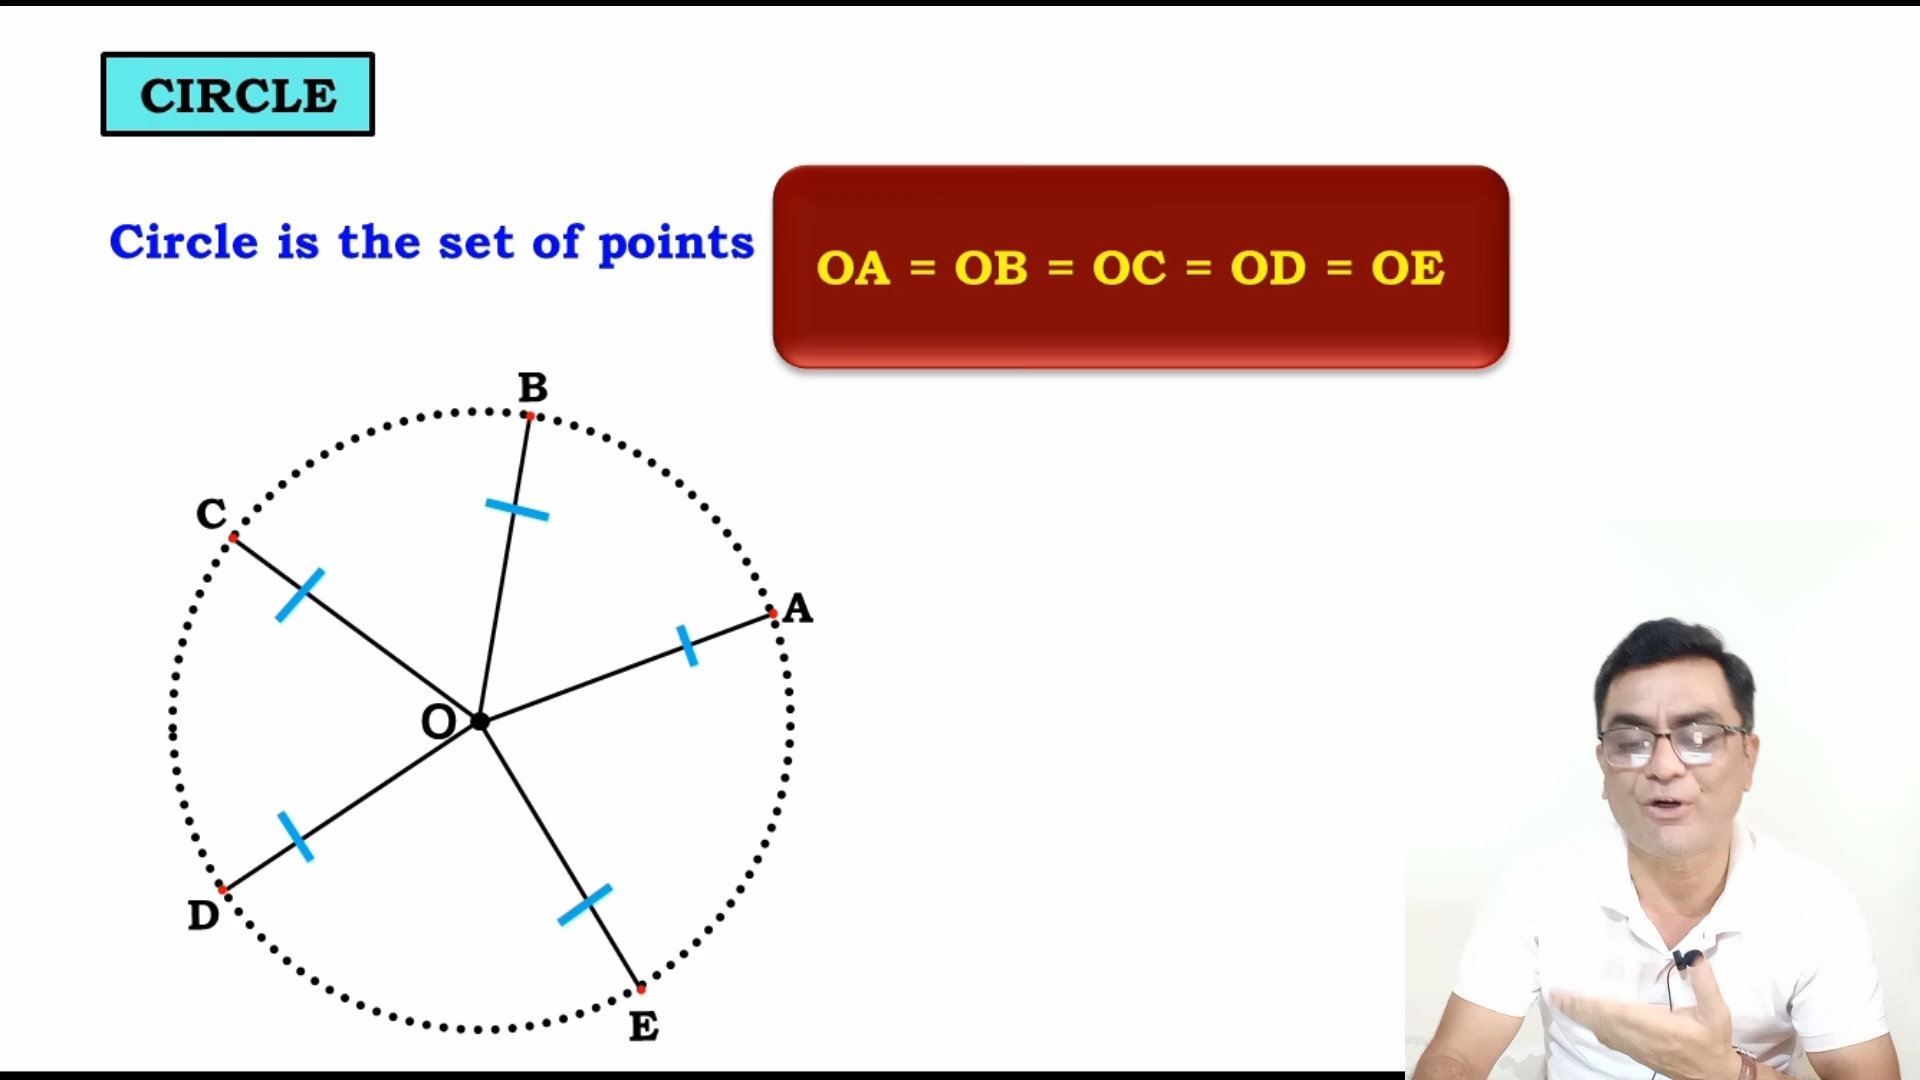 CIRCLE
Circle is the set of points
OA = OB = OC = OD = OE
B
C
A
O
D
E